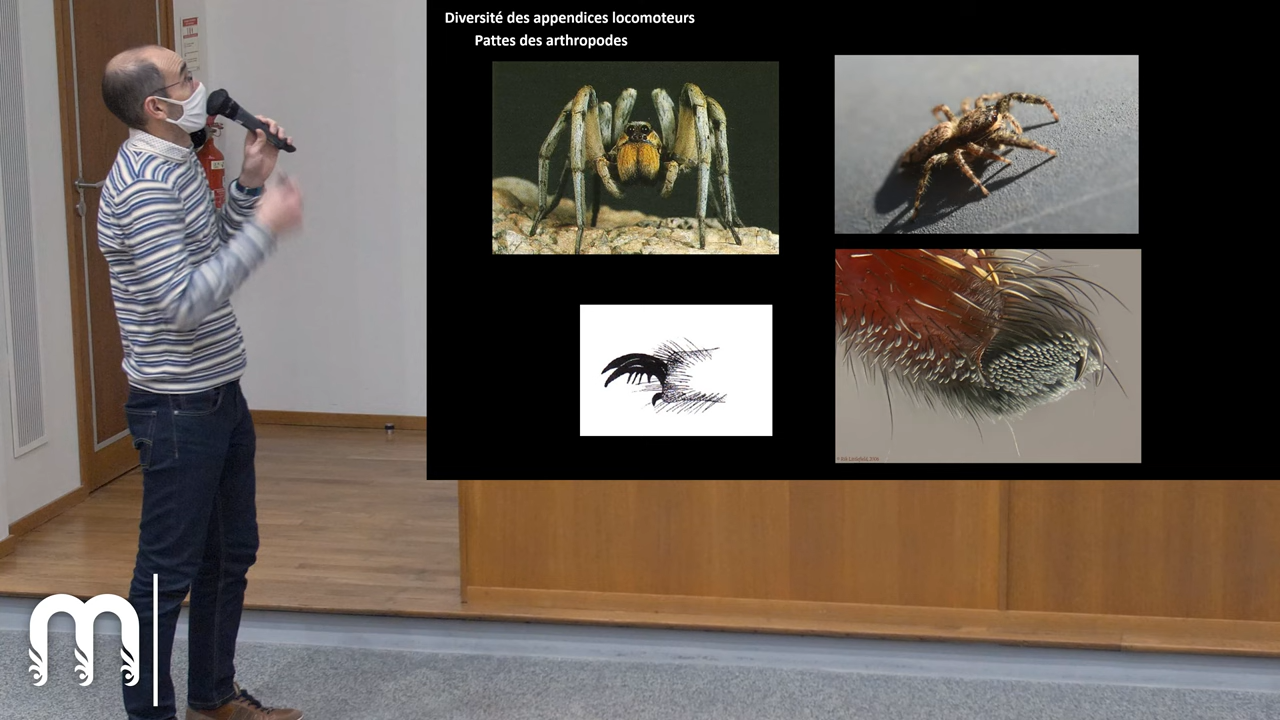 Diversité des appendices locomoteurs
Pattes des arthropodes
m